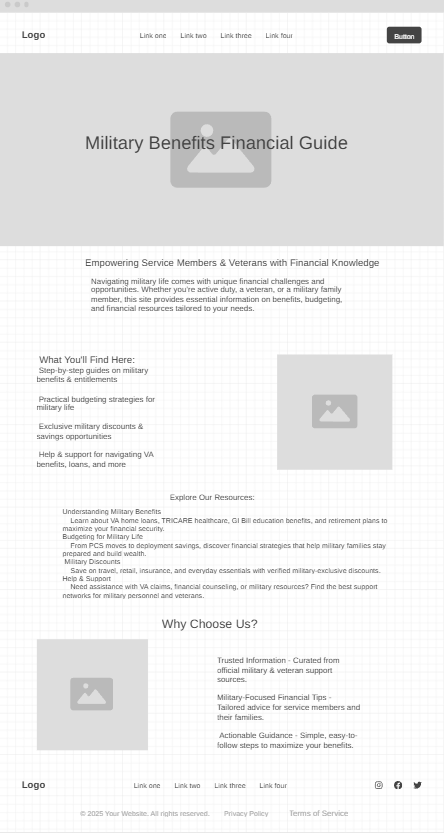 Logo
Link one Link two Link three Link four
Button
Military Benefits Financial Guide
Empowering Service Members & Veterans with Financial Knowledge
Navigating military life comes with unique financial challenges and
opportunities. Whether you're active duty, a veteran, or a military family
member, this site provides essential information on benefits, budgeting,
and financial resources tailored to your needs.
What You'll Find Here:
Step-by-step guides on military
benefits & entitlements
Practical budgeting strategies for
military life
Exclusive military discounts &
savings opportunities
Help & support for navigating VA
benefits, loans, and more
Explore Our Resources:
Understanding Military Benefits
Learn about VA home loans, TRICARE healthcare, GI Bill education benefits, and retirement plans to
maximize your financial security.
Budgeting for Military Life
From PCS moves to deployment savings, discover financial strategies that help military families stay
prepared and build wealth.
Military Discounts
Save on travel, retail, insurance, and everyday essentials with verified military-exclusive discounts.
Help & Support
Need assistance with VA claims, financial counseling, or military resources? Find the best support
networks for military personnel and veterans.
Why Choose Us?
Trusted Information - Curated from
official military & veteran support
sources.
Military-Focused Financial Tips -
Tailored advice for service members and
their families.
Actionable Guidance - Simple, easy-to-
follow steps to maximize your benefits.
Logo
Link one Link two Link three Link four
© 2025 Your Website. All rights reserved. Privacy Policy Terms of Service